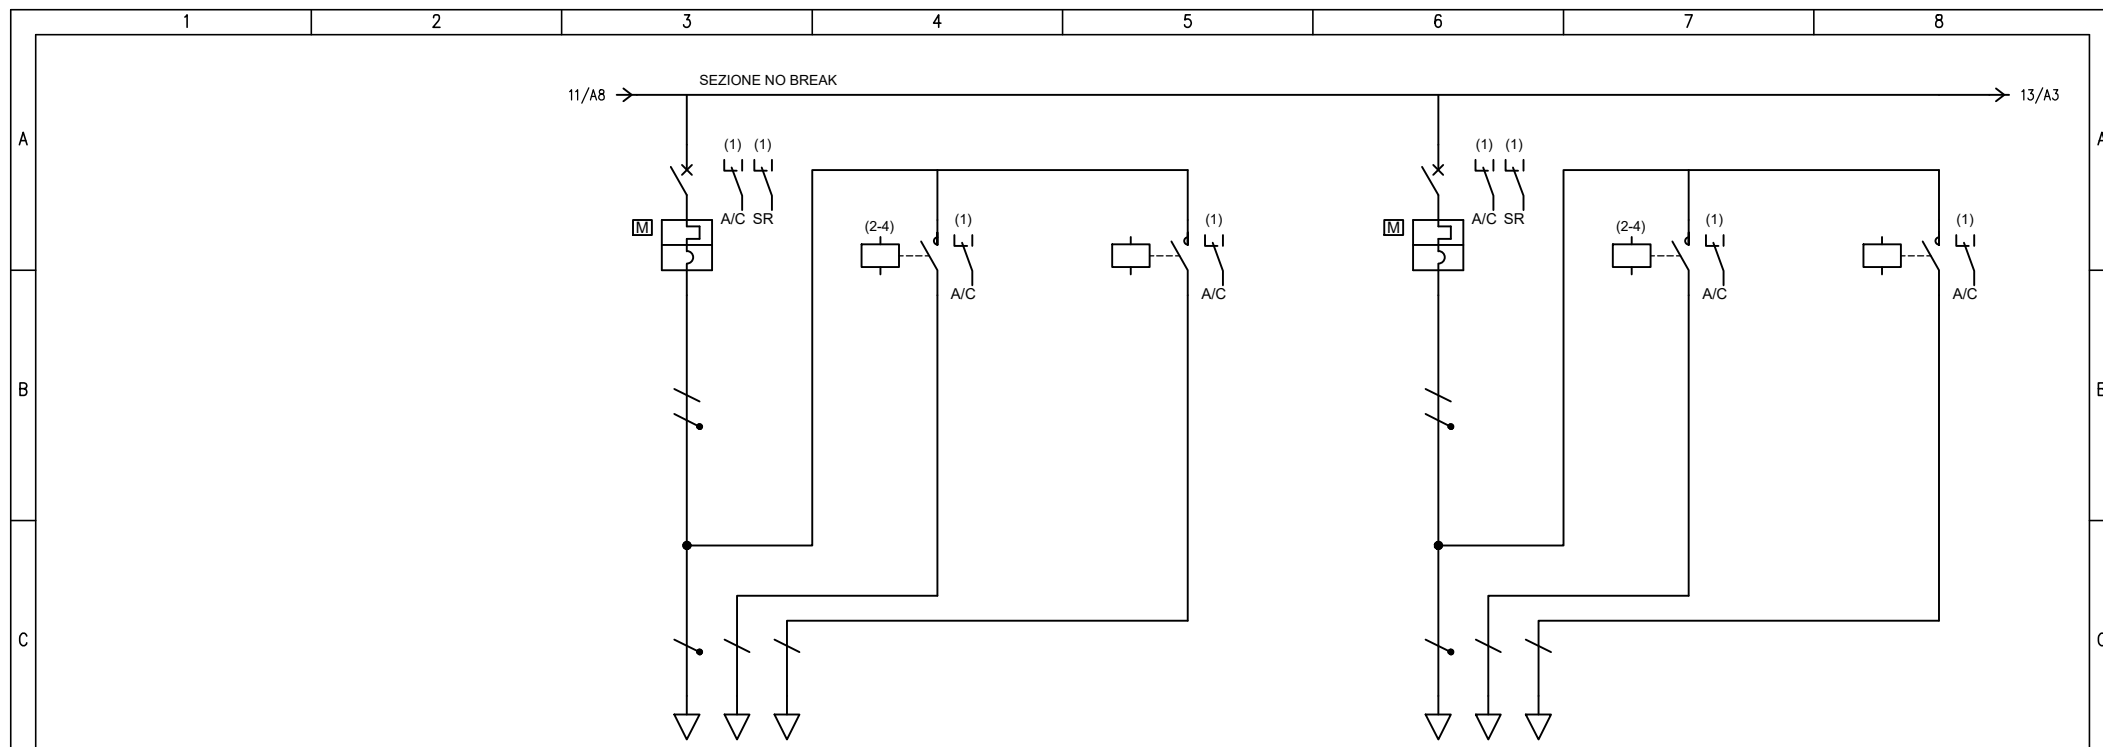 1 2 3 4 5 6 7 8
SEZIONE NO BREAK
11/A8 13/A3
A A
(1) (1) (1) (1)
A/C SR A/C SR
M (2-4) (1) (1) M (2-4) (1) (1)
A/C A/C A/C A/C
B
C